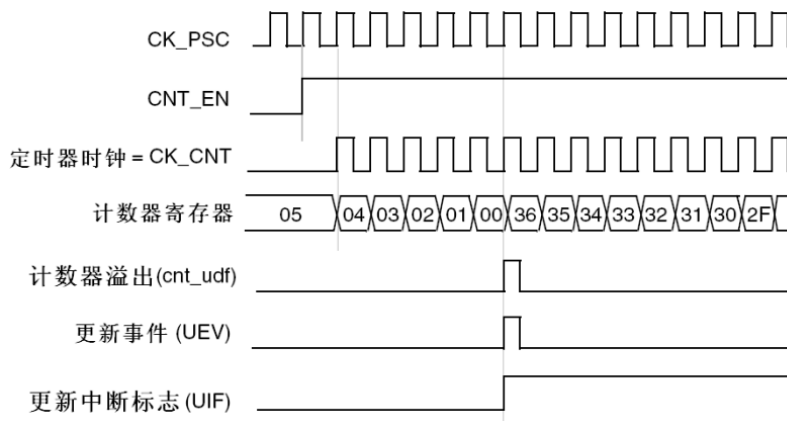 CK_PSC
CNT_EN
定时器时钟 = CK_CNT
计数器寄存器 05 04 03 02 01 00 36 35 34 33 32 31 30 2F
计数器溢出(cnt_udf)
更新事件 (UEV)
更新中断标志(UIF)